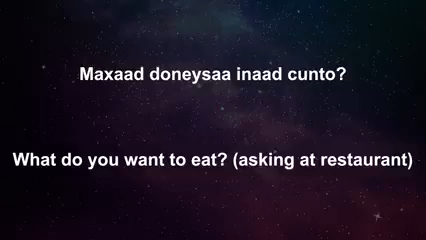 Maxaad doneysaa inaad cunto?
What do you want to eat? (asking at restaurant)